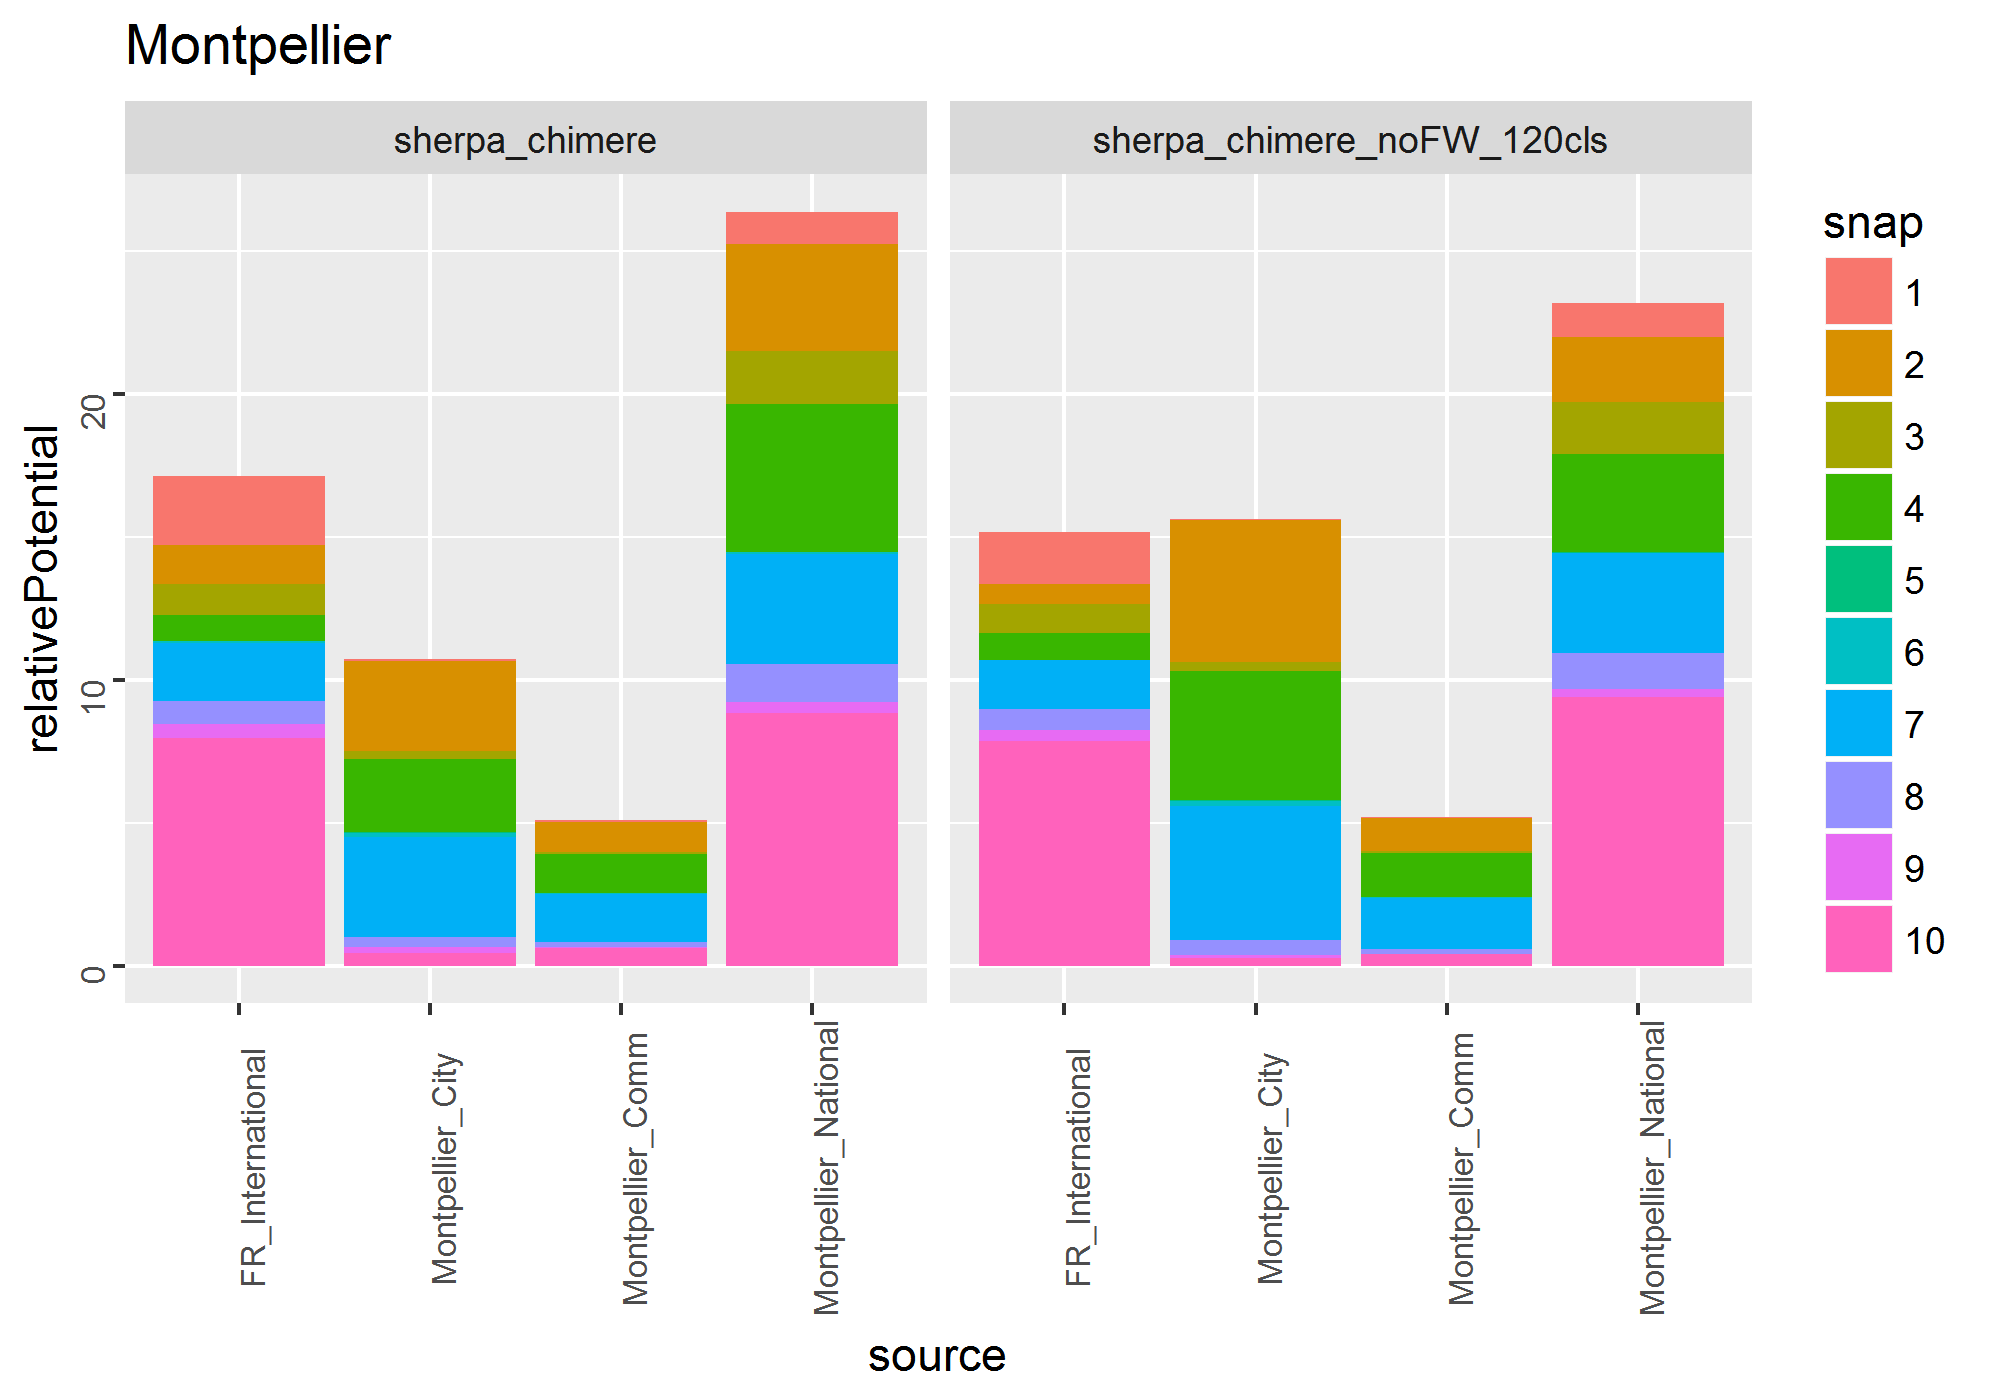 Montpellier
sherpa_chimere
sherpa_chimere_noFW_120cls
relativePotential
20
10
0
FR_International
Montpellier_City
Montpellier_Comm
Montpellier_National
FR_International
Montpellier_City
Montpellier_Comm
Montpellier_National
source
snap
1
2
3
4
5
6
7
8
9
10